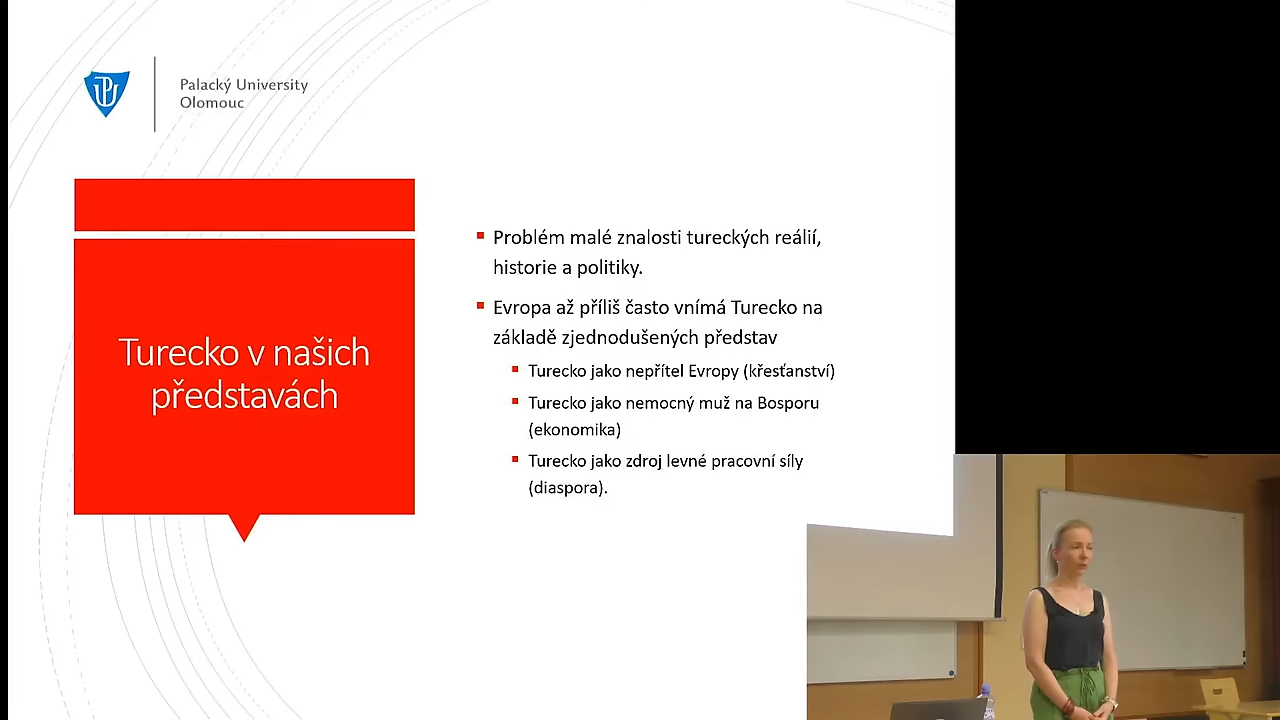 Palacký University
Olomouc
Turecko v našich
představách
Problém malé znalosti tureckých reálií,
historie a politiky.
Evropa až příliš často vnímá Turecko na
základě zjednodušených představ
Turecko jako nepřítel Evropy (křesťanství)
Turecko jako nemocný muž na Bosporu
(ekonomika)
Turecko jako zdroj levné pracovní síly
(diaspora).